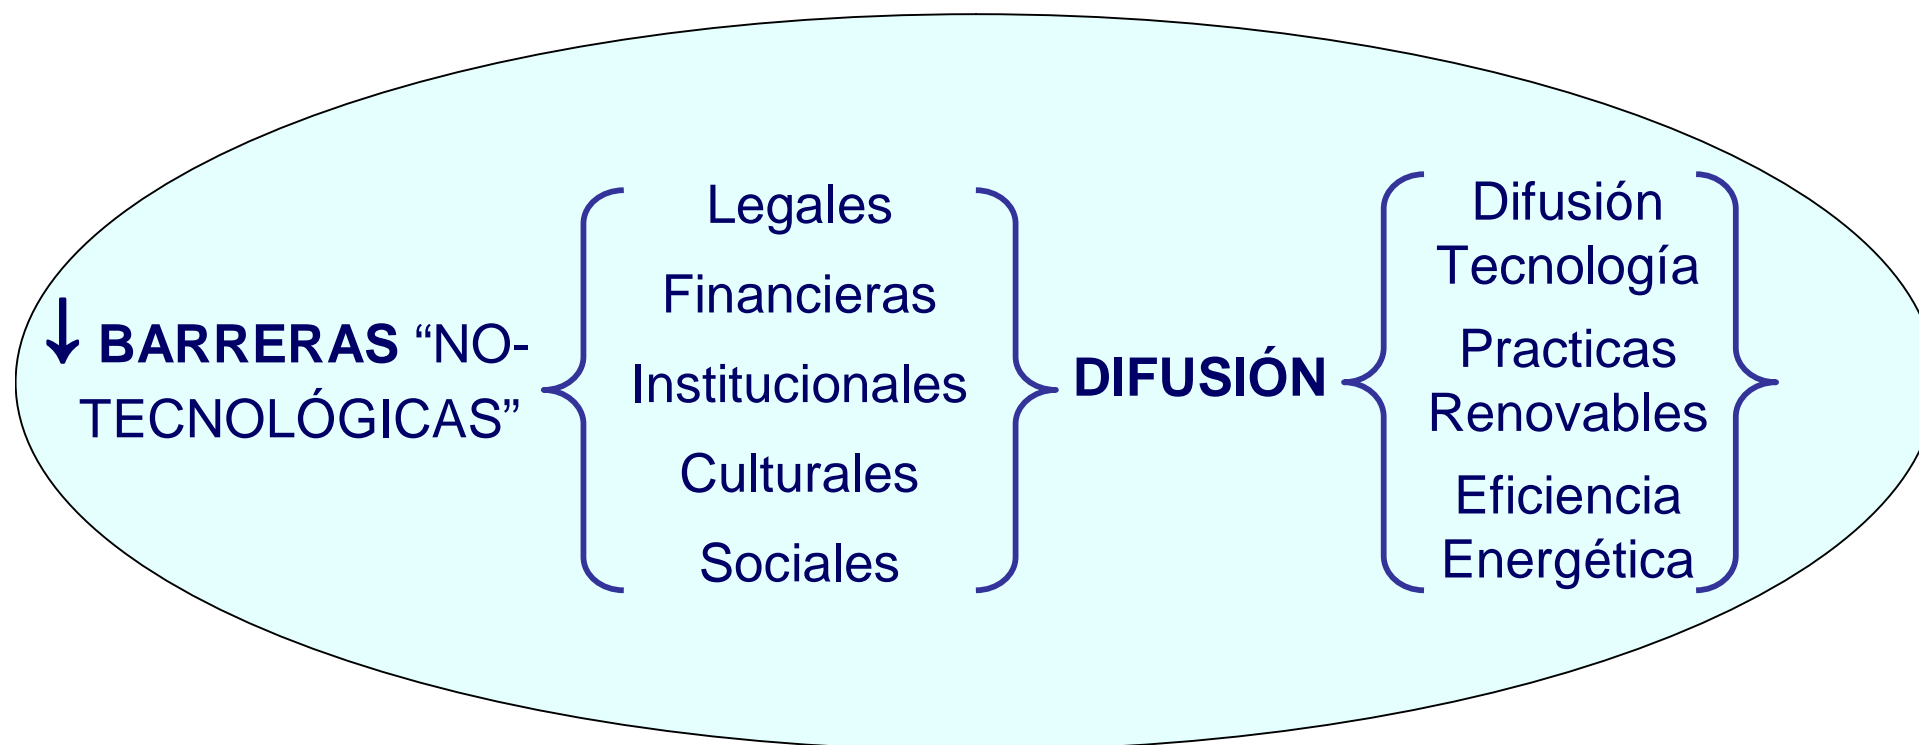 ↓ BARRERAS “NO-
TECNOLÓGICAS”
Legales
Financieras
Institucionales
Culturales
Sociales
DIFUSIÓN
Difusión
Tecnología
Practicas
Renovables
Eficiencia
Energética